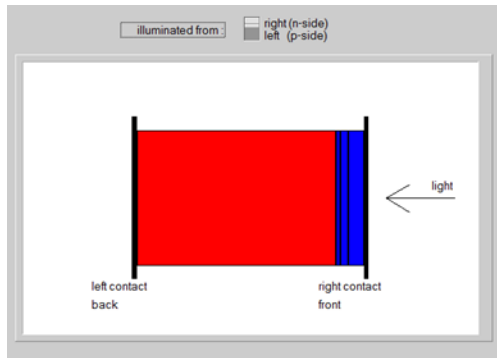 illuminated from :
right (n-side)
left (p-side)
light
left contact
back
right contact
front